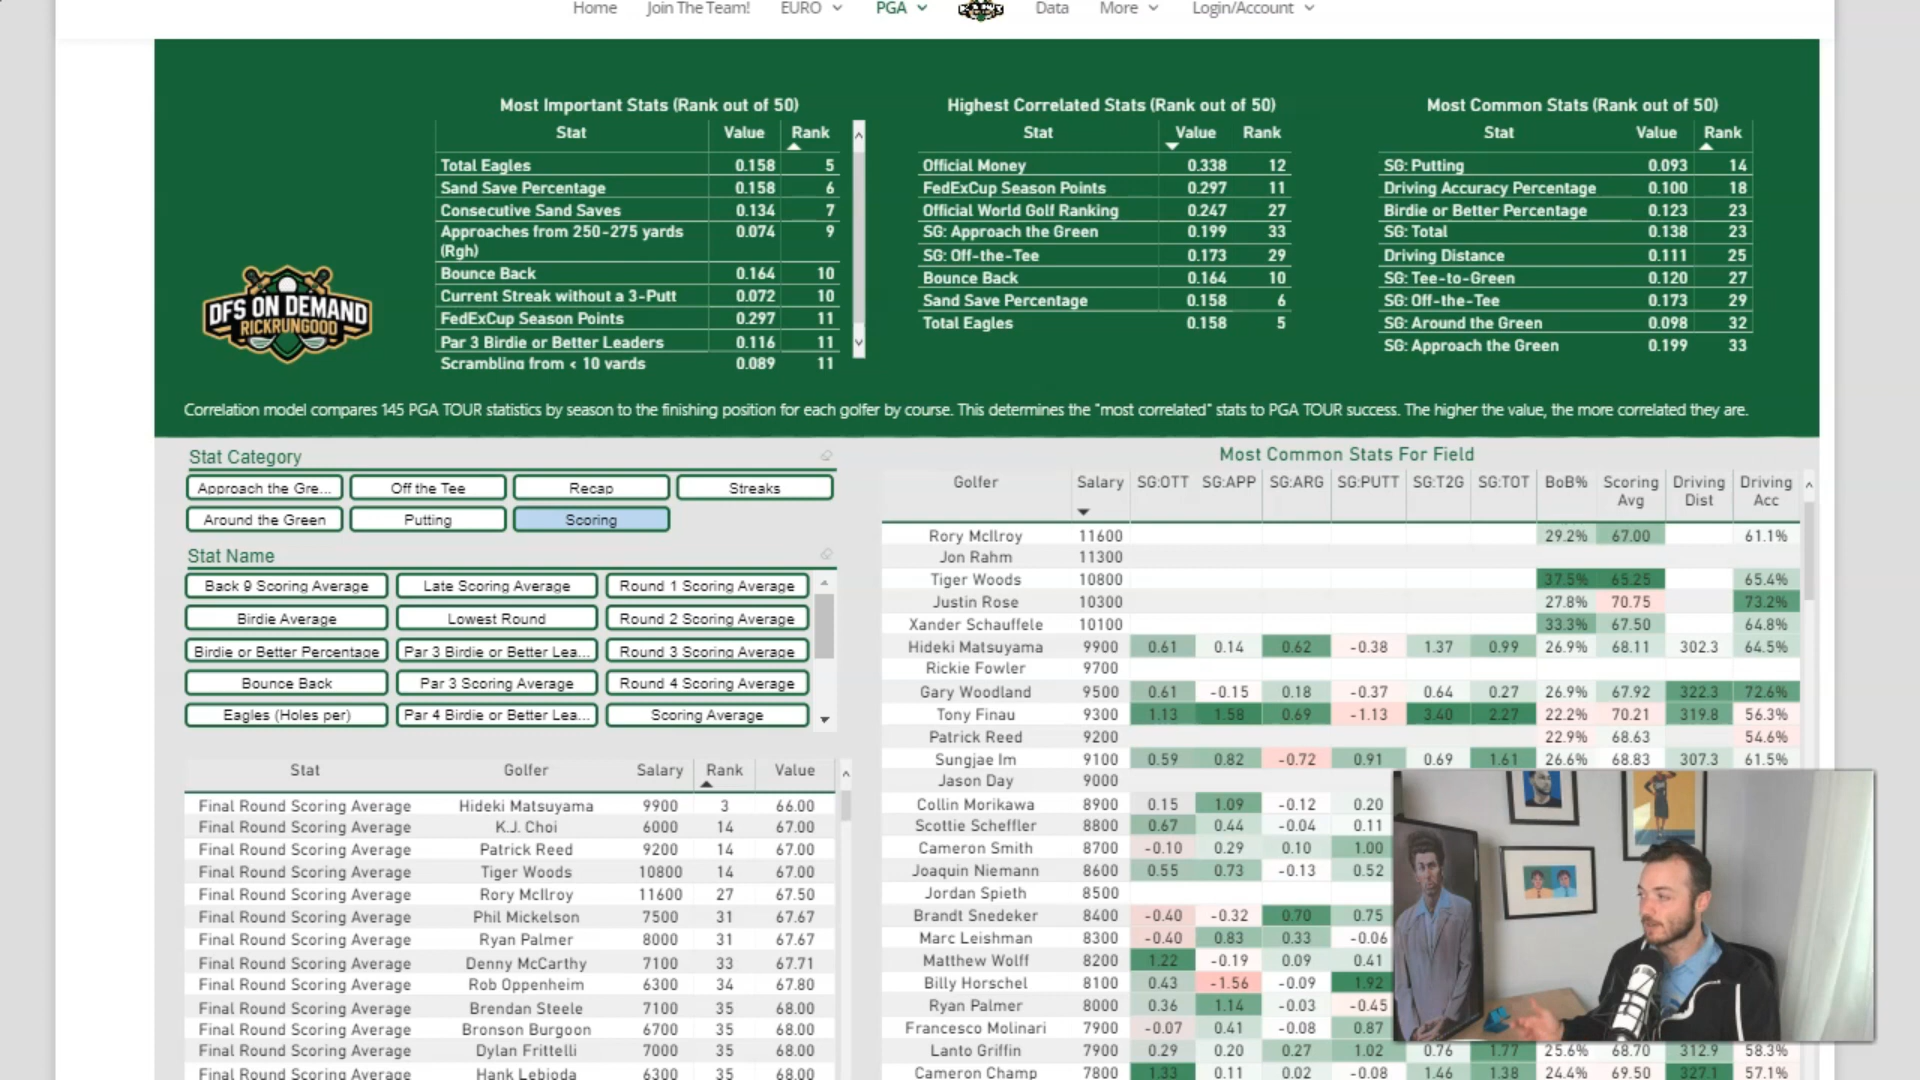 Home Join The Team! EURO PGA Data More Login/Account
Most Important Stats (Rank out of 50)
Stat Value Rank
Total Eagles 0.158 5
Sand Save Percentage 0.158 6
Consecutive Sand Saves 0.134 7
Approaches from 250-275 yards 0.074 9
(Rgh)
Bounce Back 0.164 10
Current Streak without a 3-Putt 0.072 10
FedExCup Season Points 0.297 11
Par 3 Birdie or Better Leaders 0.116 11
Scrambling from < 10 yards 0.089 11
Highest Correlated Stats (Rank out of 50)
Stat Value Rank
Official Money 0.338 12
FedExCup Season Points 0.297 11
Official World Golf Ranking 0.247 27
SG: Approach the Green 0.199 33
SG: Off-the-Tee 0.173 29
Bounce Back 0.164 10
Sand Save Percentage 0.158 6
Total Eagles 0.158 5
Most Common Stats (Rank out of 50)
Stat Value Rank
SG: Putting 0.093 14
Driving Accuracy Percentage 0.100 18
Birdie or Better Percentage 0.123 23
SG: Total 0.138 23
Driving Distance 0.111 25
SG: Tee-to-Green 0.120 27
SG: Off-the-Tee 0.173 29
SG: Around the Green 0.098 32
SG: Approach the Green 0.199 33
DFS ON DEMAND
RICKRUNGOOD
Correlation model compares 145 PGA TOUR statistics by season to the finishing position for each golfer by course. This determines the "most correlated" stats to PGA TOUR success. The higher the value, the more correlated they are.
Stat Category
Approach the Gre... Off the Tee Recap Streaks
Around the Green Putting Scoring
Stat Name
Back 9 Scoring Average Late Scoring Average Round 1 Scoring Average
Birdie Average Lowest Round Round 2 Scoring Average
Birdie or Better Percentage Par 3 Birdie or Better Lea... Round 3 Scoring Average
Bounce Back Par 3 Scoring Average Round 4 Scoring Average
Eagles (Holes per) Par 4 Birdie or Better Lea... Scoring Average
Stat Golfer Salary Rank Value
Final Round Scoring Average Hideki Matsuyama 9900 3 66.00
Final Round Scoring Average K.J. Choi 6000 14 67.00
Final Round Scoring Average Patrick Reed 9200 14 67.00
Final Round Scoring Average Tiger Woods 10800 14 67.00
Final Round Scoring Average Rory McIlroy 11600 27 67.50
Final Round Scoring Average Phil Mickelson 7500 31 67.67
Final Round Scoring Average Ryan Palmer 8000 31 67.67
Final Round Scoring Average Denny McCarthy 7100 33 67.71
Final Round Scoring Average Rob Oppenheim 6300 34 67.80
Final Round Scoring Average Brendan Steele 7100 35 68.00
Final Round Scoring Average Bronson Burgoon 6700 35 68.00
Final Round Scoring Average Dylan Frittelli 7000 35 68.00
Final Round Scoring Average Hank Lebioda 6300 35 68.00
Most Common Stats For Field
Golfer Salary SG:OTT SG:APP SG:ARG SG:PUTT SG:T2G SG:TOT BoB% Scoring Avg Driving Dist Driving Acc
Rory McIlroy 11600 29.2% 67.00 61.1%
Jon Rahm 11300
Tiger Woods 10800 37.5% 65.25 65.4%
Justin Rose 10300 27.8% 70.75 73.2%
Xander Schauffele 10100 33.3% 67.50 64.8%
Hideki Matsuyama 9900 0.61 0.14 0.62 -0.38 1.37 0.99 26.9% 68.11 302.3 64.5%
Rickie Fowler 9700
Gary Woodland 9500 0.61 -0.15 0.18 -0.37 0.64 0.27 26.9% 67.92 322.3 72.6%
Tony Finau 9300 1.13 1.58 0.69 -1.13 3.40 2.27 22.2% 70.21 319.8 56.3%
Patrick Reed 9200 22.9% 68.63 54.6%
Sungjae Im 9100 0.59 0.82 -0.72 0.91 0.69 1.61 26.6% 68.83 307.3 61.5%
Jason Day 9000
Collin Morikawa 8900 0.15 1.09 -0.12 0.20
Scottie Scheffler 8800 0.67 0.44 -0.04 0.11
Cameron Smith 8700 -0.10 0.29 0.10 1.00
Joaquin Niemann 8600 0.55 0.73 -0.13 0.52
Jordan Spieth 8500
Brandt Snedeker 8400 -0.40 -0.32 0.70 0.75
Marc Leishman 8300 -0.40 0.83 0.33 -0.06
Matthew Wolff 8200 1.22 -0.19 0.09 0.41
Billy Horschel 8100 0.43 -1.56 -0.09 1.92
Ryan Palmer 8000 0.36 1.14 -0.03 -0.45
Francesco Molinari 7900 -0.07 0.41 -0.08 0.87
Lanto Griffin 7900 0.29 0.20 0.27 1.02 0.76 1.77 25.6% 68.70 312.9 58.3%
Cameron Champ 7800 1.33 0.11 0.02 -0.08 1.46 1.38 24.4% 69.50 327.1 57.1%